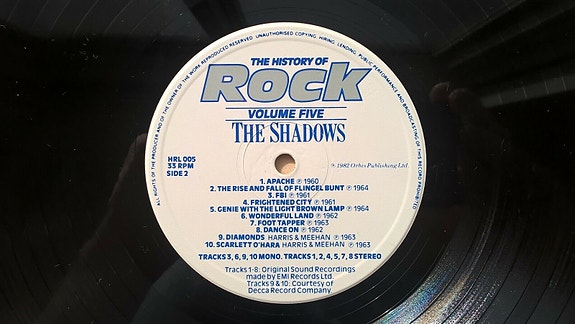 ALL RIGHTS OF THE PRODUCER AND OF THE OWNER OF THE WORK REPRODUCED RESERVED. UNAUTHORISED COPYING, HIRING, LENDING, PUBLIC PERFORMANCE AND BROADCASTING OF THIS RECORD PROHIBITED
THE HISTORY OF
Rock
VOLUME FIVE
THE SHADOWS
HRL 005
33 RPM
SIDE 2
℗ 1982 Orbis Publishing Ltd.
1. APACHE ℗ 1960
2. THE RISE AND FALL OF FLINGEL BUNT ℗ 1964
3. FBI ℗ 1961
4. FRIGHTENED CITY ℗ 1961
5. GENIE WITH THE LIGHT BROWN LAMP ℗ 1964
6. WONDERFUL LAND ℗ 1962
7. FOOT TAPPER ℗ 1963
8. DANCE ON ℗ 1962
9. DIAMONDS HARRIS & MEEHAN ℗ 1963
10. SCARLETT O'HARA HARRIS & MEEHAN ℗ 1963
TRACKS 3, 6, 9, 10 MONO. TRACKS 1, 2, 4, 5, 7, 8 STEREO
Tracks 1-8: Original Sound Recordings
made by EMI Records Ltd.
Tracks 9 & 10: Courtesy of
Decca Record Company